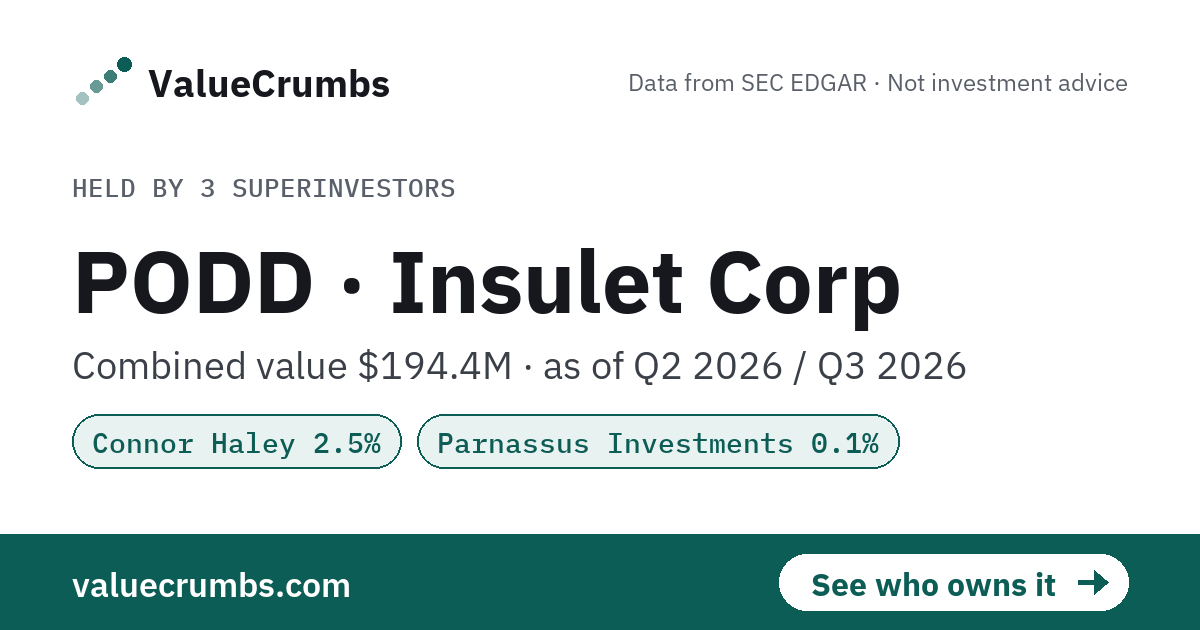 ValueCrumbs
Data from SEC EDGAR · Not investment advice
HELD BY 3 SUPERINVESTORS
PODD · Insulet Corp
Combined value $194.4M · as of Q2 2026 / Q3 2026
Connor Haley 2.5%
Parnassus Investments 0.1%
valuecrumbs.com
See who owns it →